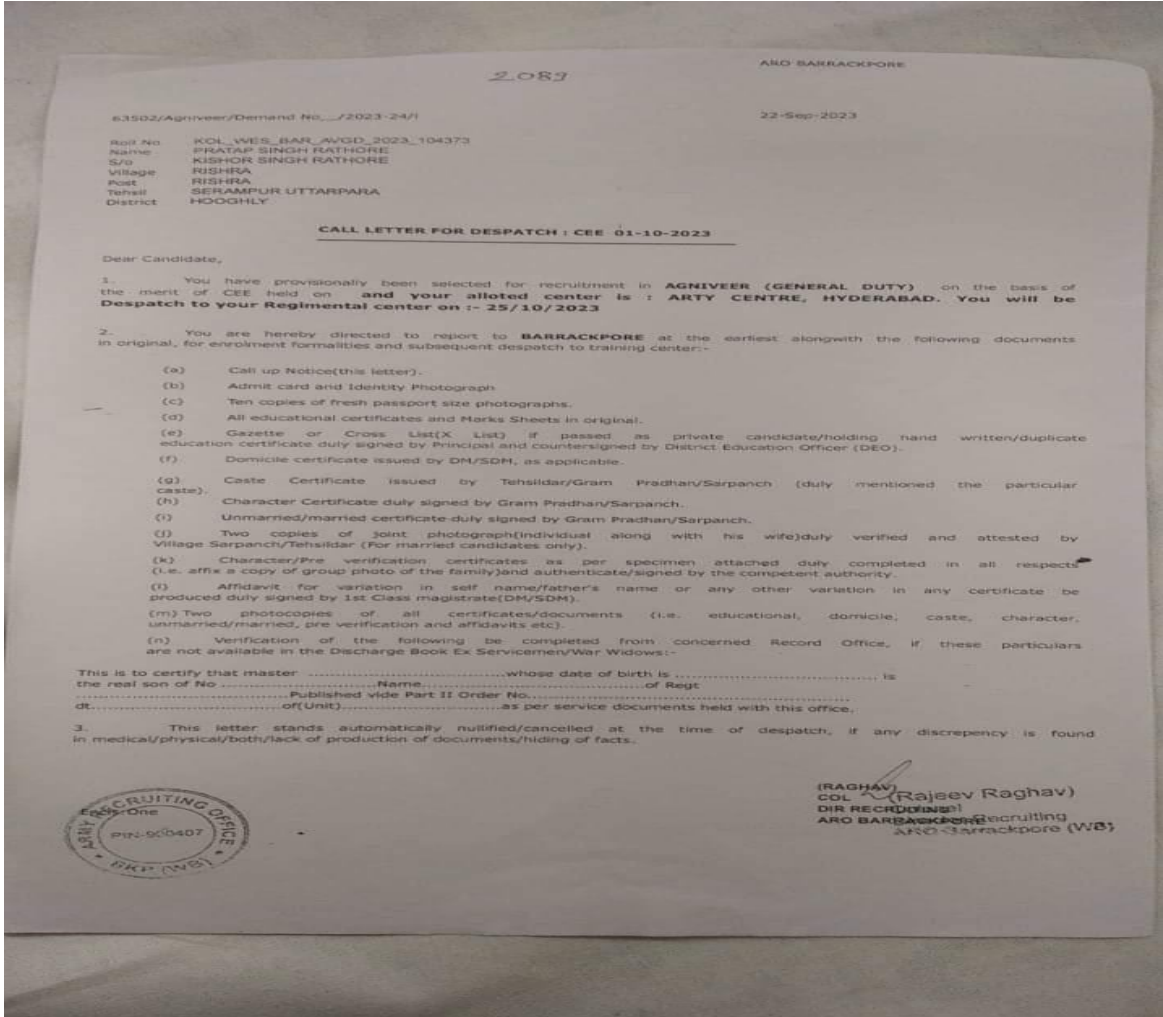 2089
ARO BARRACKPORE
63502/Agniveer/Demand No__/2023-24/I
22-Sep-2023
Roll No KOL_WES_BAR_AVGD_2023_104373
Name PRATAP SINGH RATHORE
S/o KISHOR SINGH RATHORE
Village RISHRA
Post RISHRA
Tehsil SERAMPUR UTTARPARA
District HOOGHLY
CALL LETTER FOR DESPATCH : CEE 01-10-2023
Dear Candidate,
1. You have provisionally been selected for recruitment in AGNIVEER (GENERAL DUTY) on the basis of
the merit of CEE held on and your alloted center is : ARTY CENTRE, HYDERABAD. You will be
Despatch to your Regimental center on :- 25/10/2023
2. You are hereby directed to report to BARRACKPORE at the earliest alongwith the following documents
in original, for enrolment formalities and subsequent despatch to training center:-
(a) Call up Notice(this letter).
(b) Admit card and Identity Photograph
(c) Ten copies of fresh passport size photographs.
(d) All educational certificates and Marks Sheets in original.
(e) Gazette or Cross List(X List) if passed as private candidate/holding hand written/duplicate
education certificate duly signed by Principal and countersigned by District Education Officer (DEO).
(f) Domicile certificate issued by DM/SDM, as applicable.
(g) Caste Certificate issued by Tehsildar/Gram Pradhan/Sarpanch (duly mentioned the particular
caste).
(h) Character Certificate duly signed by Gram Pradhan/Sarpanch.
(i) Unmarried/married certificate duly signed by Gram Pradhan/Sarpanch.
(j) Two copies of joint photograph(individual along with his wife)duly verified and attested by
Village Sarpanch/Tehsildar (For married candidates only).
(k) Character/Pre verification certificates as per specimen attached duly completed in all respects
(i.e. affix a copy of group photo of the family)and authenticate/signed by the competent authority.
(l) Affidavit for variation in self name/father's name or any other variation in any certificate be
produced duly signed by 1st Class magistrate(DM/SDM).
(m) Two photocopies of all certificates/documents (i.e. educational, domicile, caste, character,
unmarried/married, pre verification and affidavits etc).
(n) Verification of the following be completed from concerned Record Office, if these particulars
are not available in the Discharge Book Ex Servicemen/War Widows:-
This is to certify that master ........................................whose date of birth is .......................................... is
the real son of No ..........................Name..............................................of Regt
............................................Published vide Part II Order No..............................................................
dt......................................of(Unit)..........................as per service documents held with this office.
3. This letter stands automatically nullified/cancelled at the time of despatch, if any discrepency is found
in medical/physical/both/lack of production of documents/hiding of facts.
(RAGHAV)
COL (Rajeev Raghav)
DIR RECRUITING
ARO BARRACKPORE Recruiting
ARO Barrackpore (WB)
ARMY RECRUITING OFFICE
PIN-900407
BKP (WB)